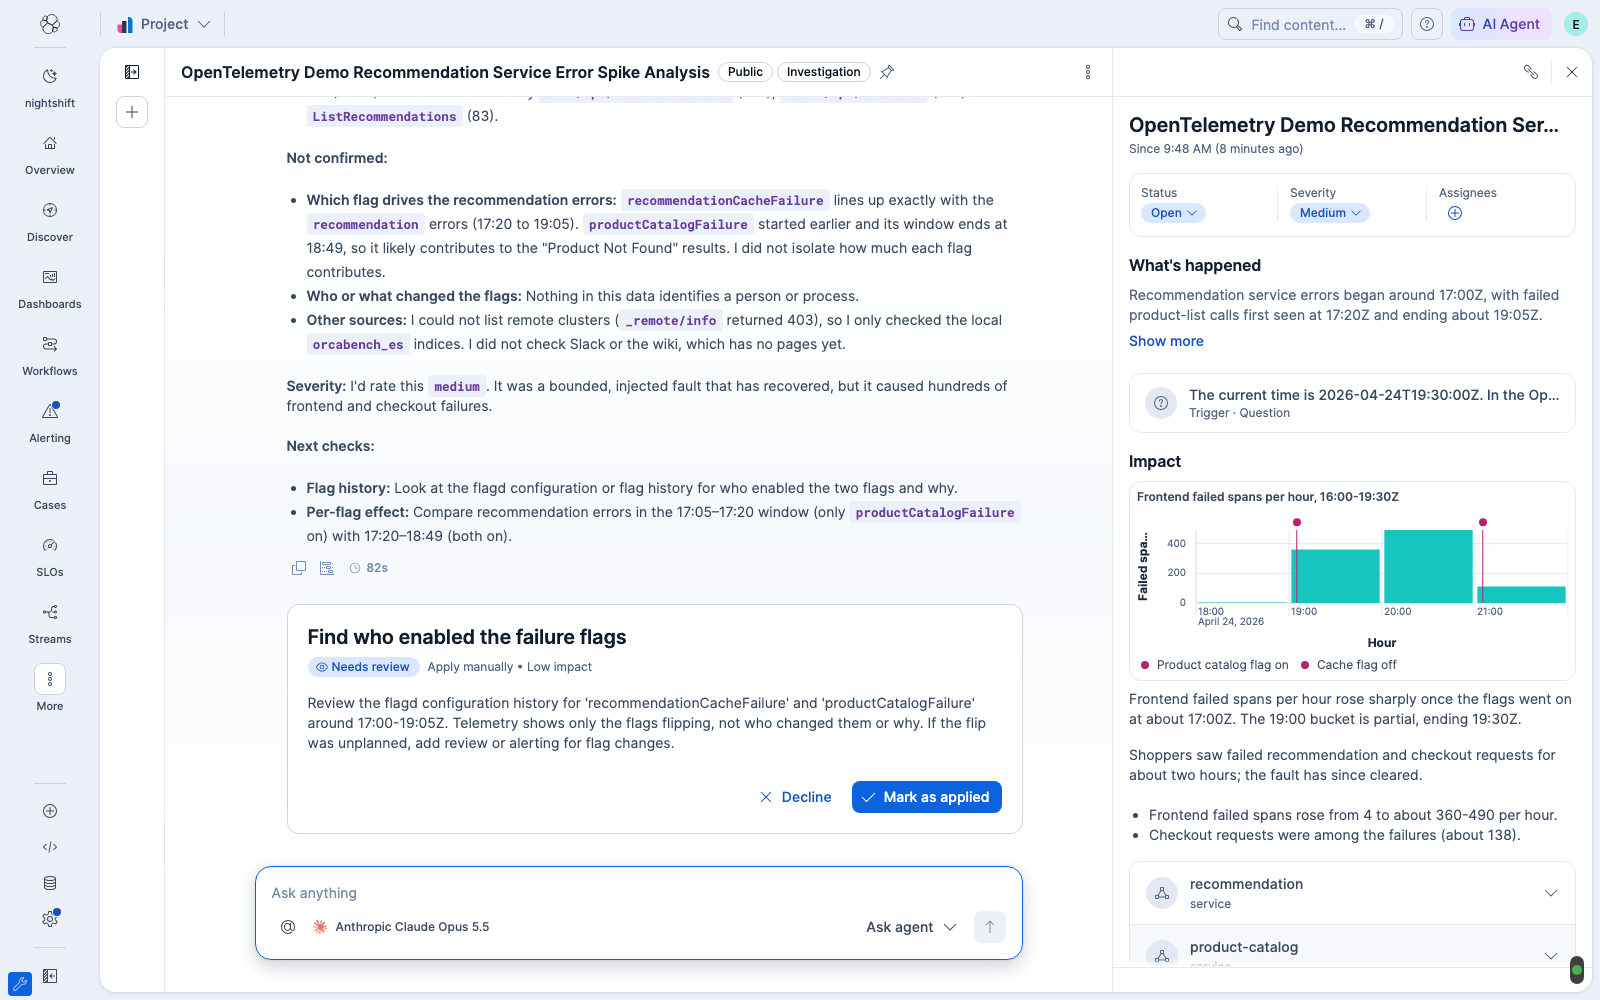 Project
Find content...
⌘ /
AI Agent
E
nightshift
Overview
Discover
Dashboards
Workflows
Alerting
Cases
SLOs
Streams
More
OpenTelemetry Demo Recommendation Service Error Spike Analysis
Public
Investigation
ListRecommendations (83).
Not confirmed:
• Which flag drives the recommendation errors: recommendationCacheFailure lines up exactly with the
recommendation errors (17:20 to 19:05). productCatalogFailure started earlier and its window ends at
18:49, so it likely contributes to the "Product Not Found" results. I did not isolate how much each flag
contributes.
• Who or what changed the flags: Nothing in this data identifies a person or process.
• Other sources: I could not list remote clusters (_remote/info returned 403), so I only checked the local
orcabench_es indices. I did not check Slack or the wiki, which has no pages yet.
Severity: I'd rate this medium. It was a bounded, injected fault that has recovered, but it caused hundreds of
frontend and checkout failures.
Next checks:
• Flag history: Look at the flagd configuration or flag history for who enabled the two flags and why.
• Per-flag effect: Compare recommendation errors in the 17:05–17:20 window (only productCatalogFailure
on) with 17:20–18:49 (both on).
82s
Find who enabled the failure flags
Needs review
Apply manually • Low impact
Review the flagd configuration history for 'recommendationCacheFailure' and 'productCatalogFailure'
around 17:00-19:05Z. Telemetry shows only the flags flipping, not who changed them or why. If the flip
was unplanned, add review or alerting for flag changes.
Decline
Mark as applied
Ask anything
Anthropic Claude Opus 5.5
Ask agent
OpenTelemetry Demo Recommendation Ser...
Since 9:48 AM (8 minutes ago)
Status
Severity
Assignees
Open
Medium
What's happened
Recommendation service errors began around 17:00Z, with failed
product-list calls first seen at 17:20Z and ending about 19:05Z.
Show more
The current time is 2026-04-24T19:30:00Z. In the Op...
Trigger · Question
Impact
Frontend failed spans per hour, 16:00-19:30Z
Failed spa...
400
200
0
18:00
19:00
20:00
21:00
April 24, 2026
Hour
Product catalog flag on
Cache flag off
Frontend failed spans per hour rose sharply once the flags went on
at about 17:00Z. The 19:00 bucket is partial, ending 19:30Z.
Shoppers saw failed recommendation and checkout requests for
about two hours; the fault has since cleared.
• Frontend failed spans rose from 4 to about 360-490 per hour.
• Checkout requests were among the failures (about 138).
recommendation
service
product-catalog
service